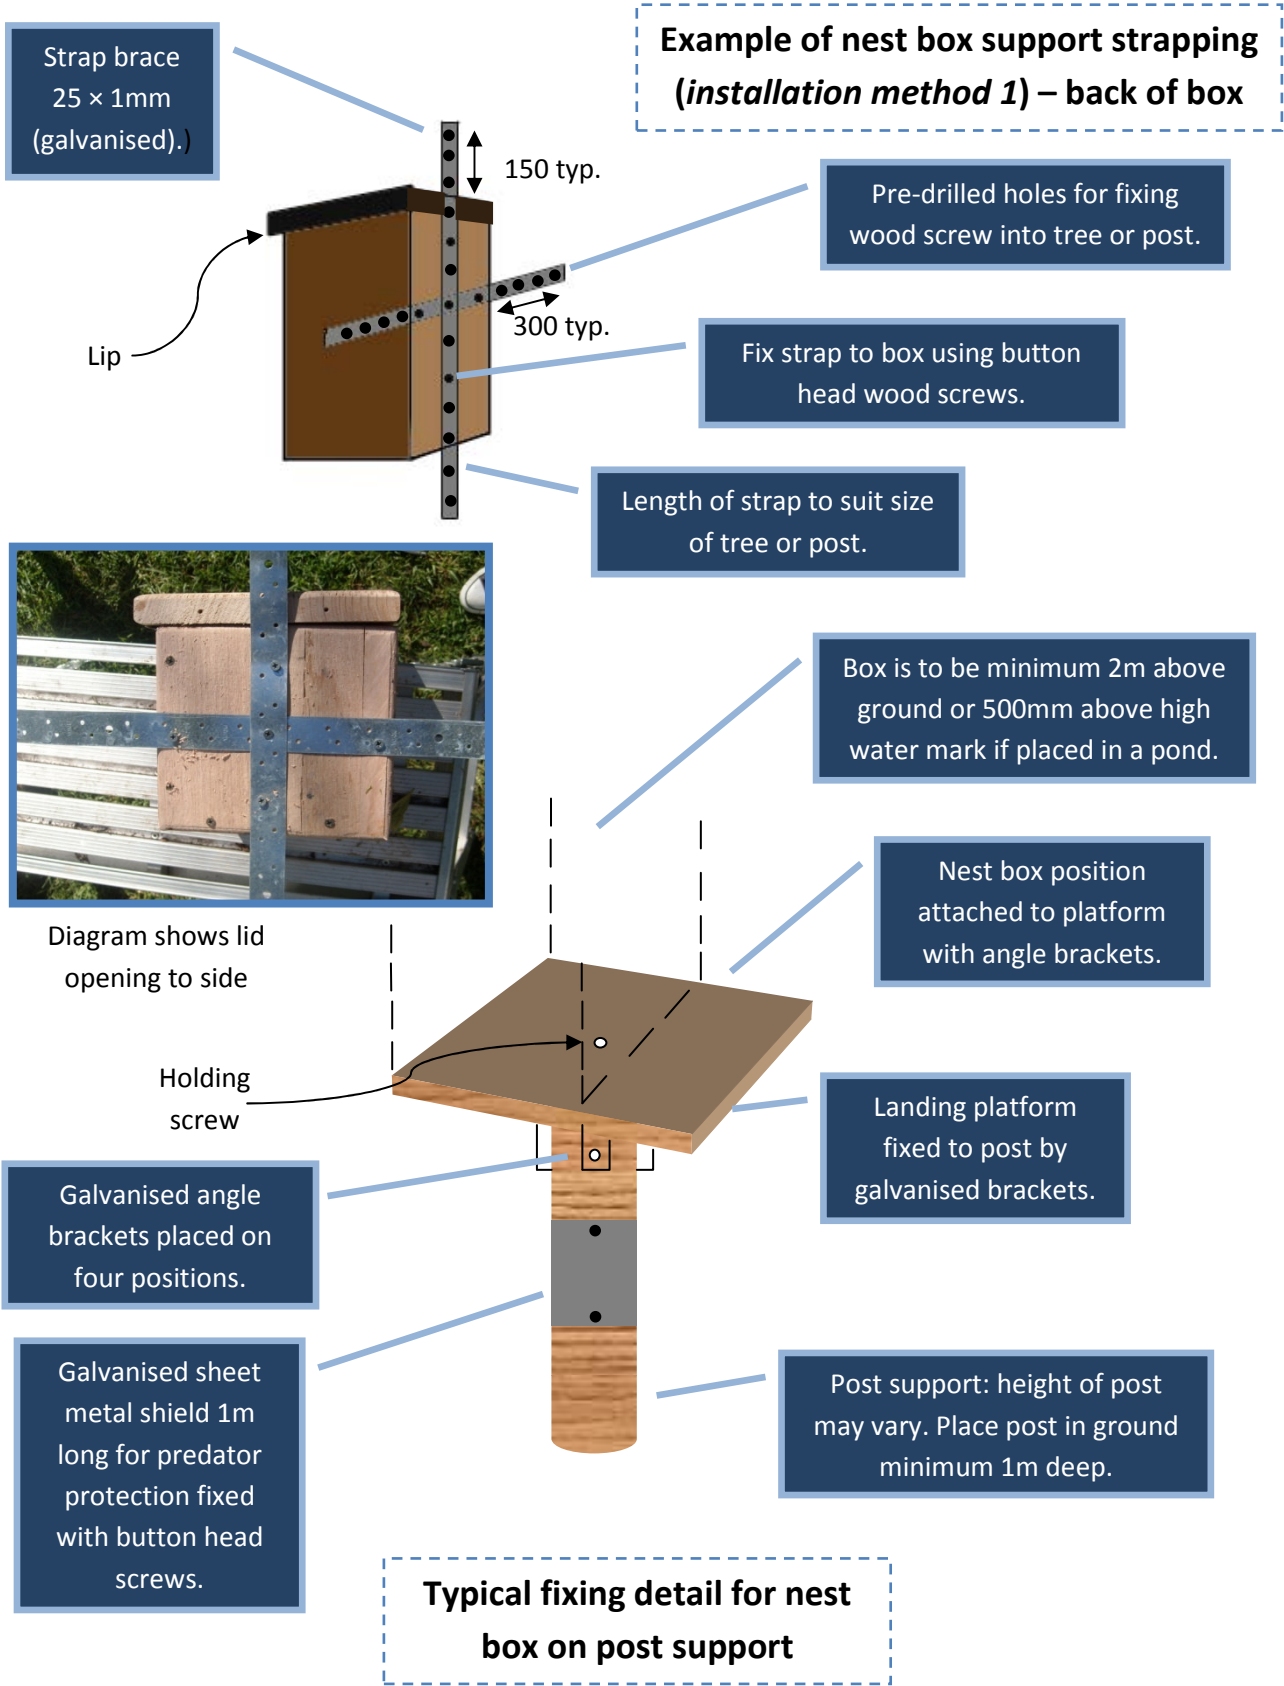 Example of nest box support strapping
(installation method 1) – back of box
Strap brace
25 × 1mm
(galvanised).)
150 typ.
Pre-drilled holes for fixing
wood screw into tree or post.
300 typ.
Lip
Fix strap to box using button
head wood screws.
Length of strap to suit size
of tree or post.
Box is to be minimum 2m above
ground or 500mm above high
water mark if placed in a pond.
Diagram shows lid
opening to side
Nest box position
attached to platform
with angle brackets.
Holding
screw
Landing platform
fixed to post by
galvanised brackets.
Galvanised angle
brackets placed on
four positions.
Galvanised sheet
metal shield 1m
long for predator
protection fixed
with button head
screws.
Post support: height of post
may vary. Place post in ground
minimum 1m deep.
Typical fixing detail for nest
box on post support